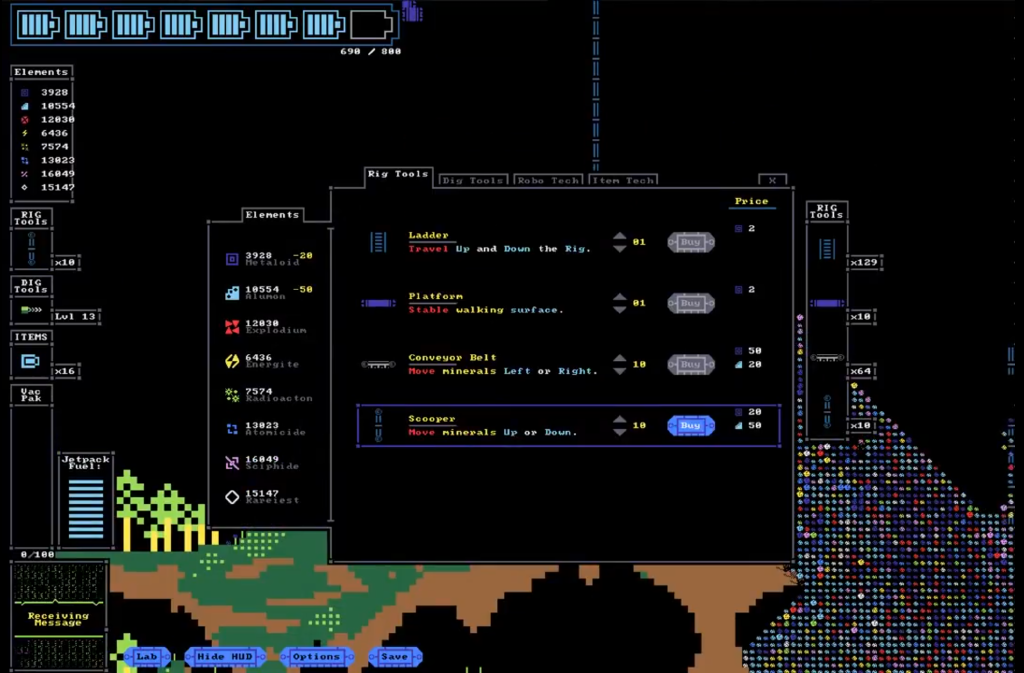 690 / 800
Elements
3928
10554
12030
6436
7574
13023
16049
15147
RIG
Tools
x10
DIG
Tools
Lvl 13
ITEMS
x16
Vac
Pak
Jetpack
Fuel:
0/100
Receiving
Message
Elements
3928 -20
Metaloid
10554 -50
Alumon
12030
Explodium
6436
Energite
7574
Radioacton
13023
Atomicide
16049
Sciphide
15147
Rareiest
Rig Tools
Dig Tools
Robo Tech
Item Tech
X
Price
Ladder
Travel Up and Down the Rig.
01
Buy
2
Platform
Stable walking surface.
01
Buy
2
Conveyor Belt
Move minerals Left or Right.
10
Buy
50
20
Scooper
Move minerals Up or Down.
10
Buy
20
50
RIG
Tools
x129
x10
x64
x10
Lab
Hide HUD
Options
Save